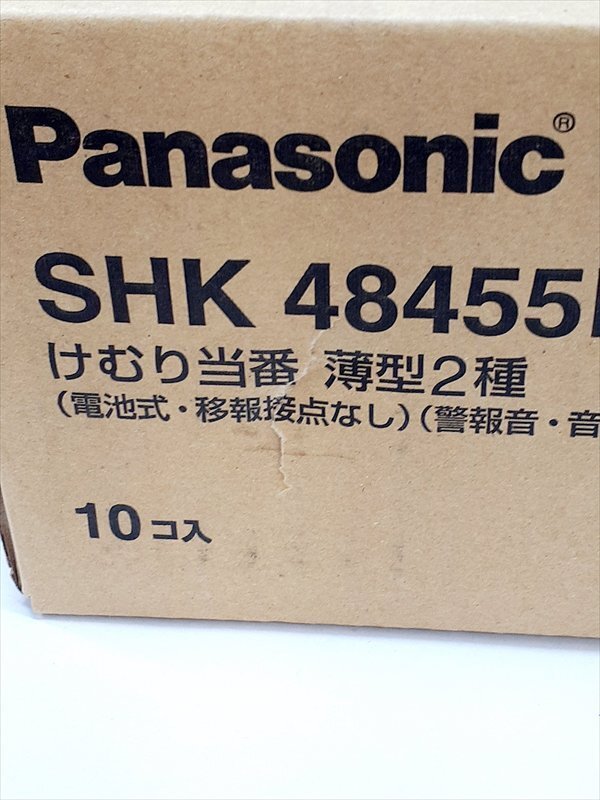 Panasonic®
SHK 48455
けむり当番 薄型2種
(電池式・移報接点なし)(警報音・音
10コ入